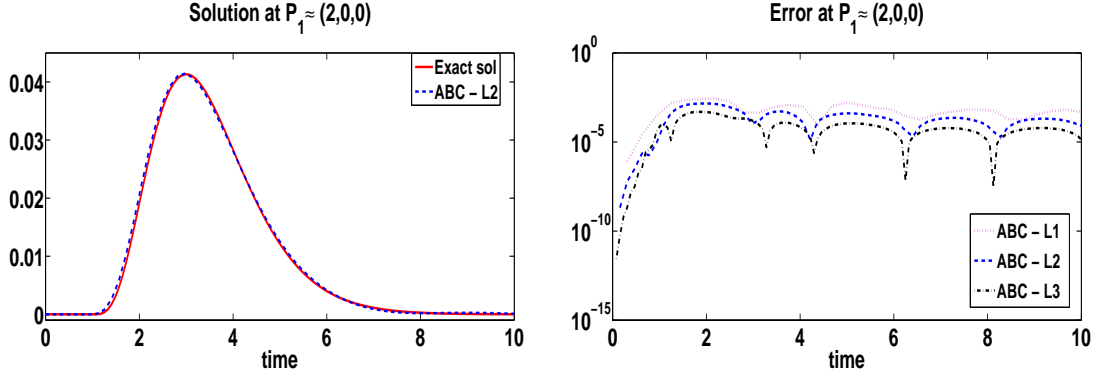 Solution at P1≈ (2,0,0)
0.04
0.03
0.02
0.01
0
0 2 4 6 8 10
time
Exact sol
ABC – L2
Error at P1≈ (2,0,0)
10^0
10^-5
10^-10
10^-15
0 2 4 6 8 10
time
ABC – L1
ABC – L2
ABC – L3